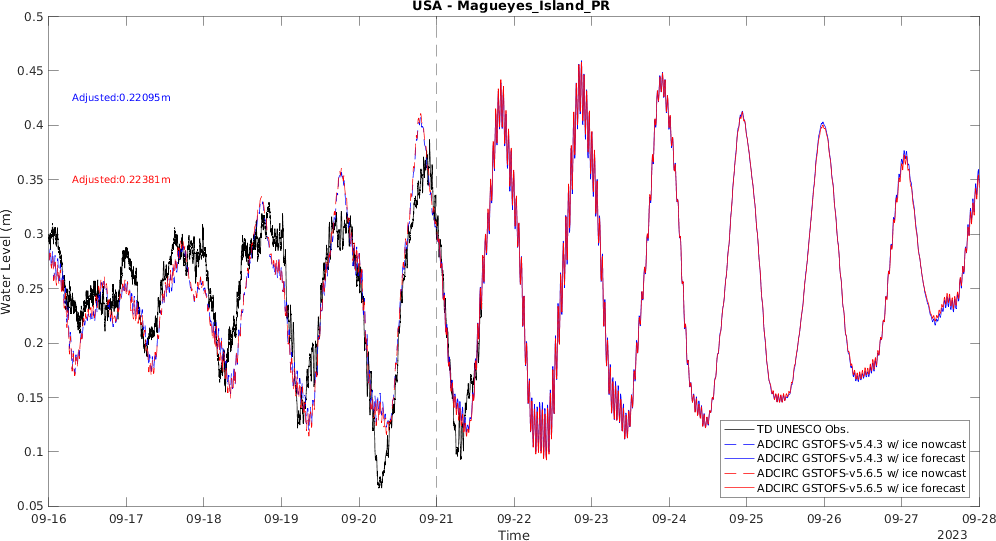 USA - Magueyes_Island_PR
0.5
0.45
0.4
0.35
0.3
0.25
0.2
0.15
0.1
0.05
Water Level (m)
Adjusted:0.22095m
Adjusted:0.22381m
TD UNESCO Obs.
ADCIRC GSTOFS-v5.4.3 w/ ice nowcast
ADCIRC GSTOFS-v5.4.3 w/ ice forecast
ADCIRC GSTOFS-v5.6.5 w/ ice nowcast
ADCIRC GSTOFS-v5.6.5 w/ ice forecast
09-16 09-17 09-18 09-19 09-20 09-21 09-22 09-23 09-24 09-25 09-26 09-27 09-28
Time
2023